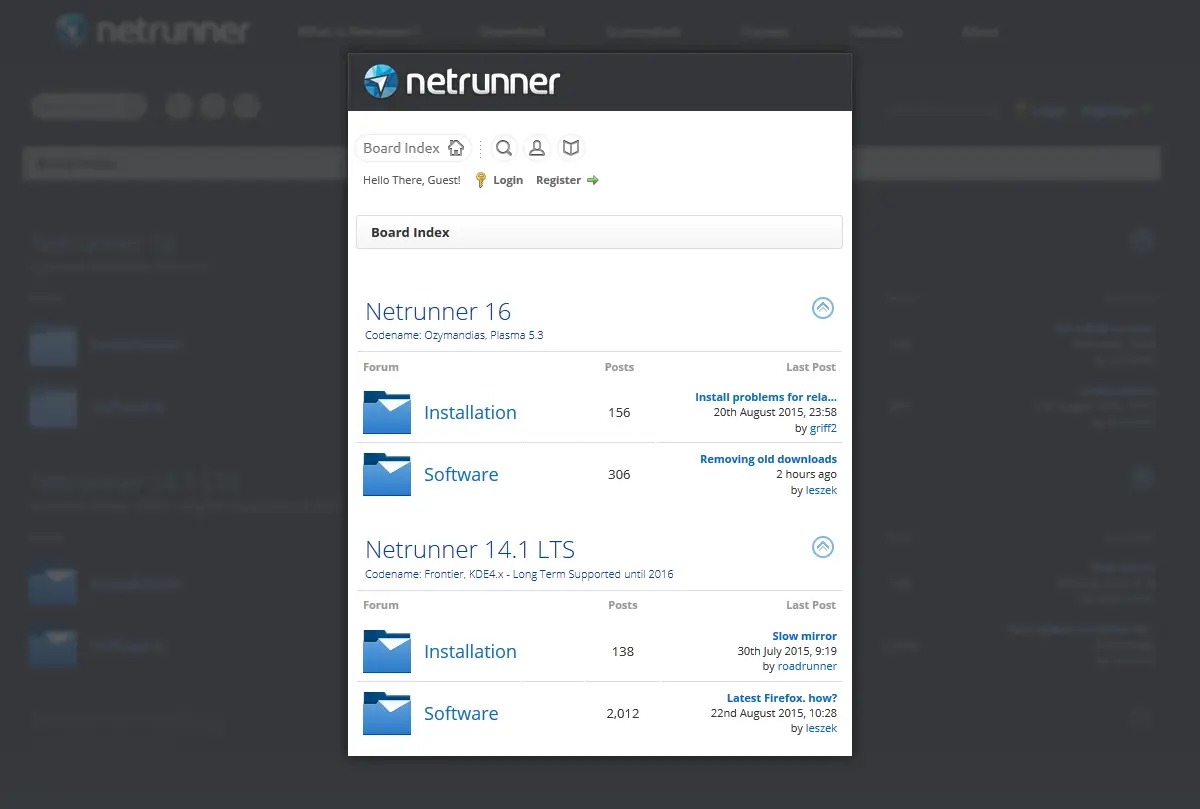 netrunner
Board Index
Hello There, Guest! Login Register
Board Index
Netrunner 16
Codename: Ozymandias, Plasma 5.3
Forum Posts Last Post
Installation 156 Install problems for rela...
20th August 2015, 23:58
by griff2
Software 306 Removing old downloads
2 hours ago
by leszek
Netrunner 14.1 LTS
Codename: Frontier, KDE4.x - Long Term Supported until 2016
Forum Posts Last Post
Installation 138 Slow mirror
30th July 2015, 9:19
by roadrunner
Software 2,012 Latest Firefox. how?
22nd August 2015, 10:28
by leszek